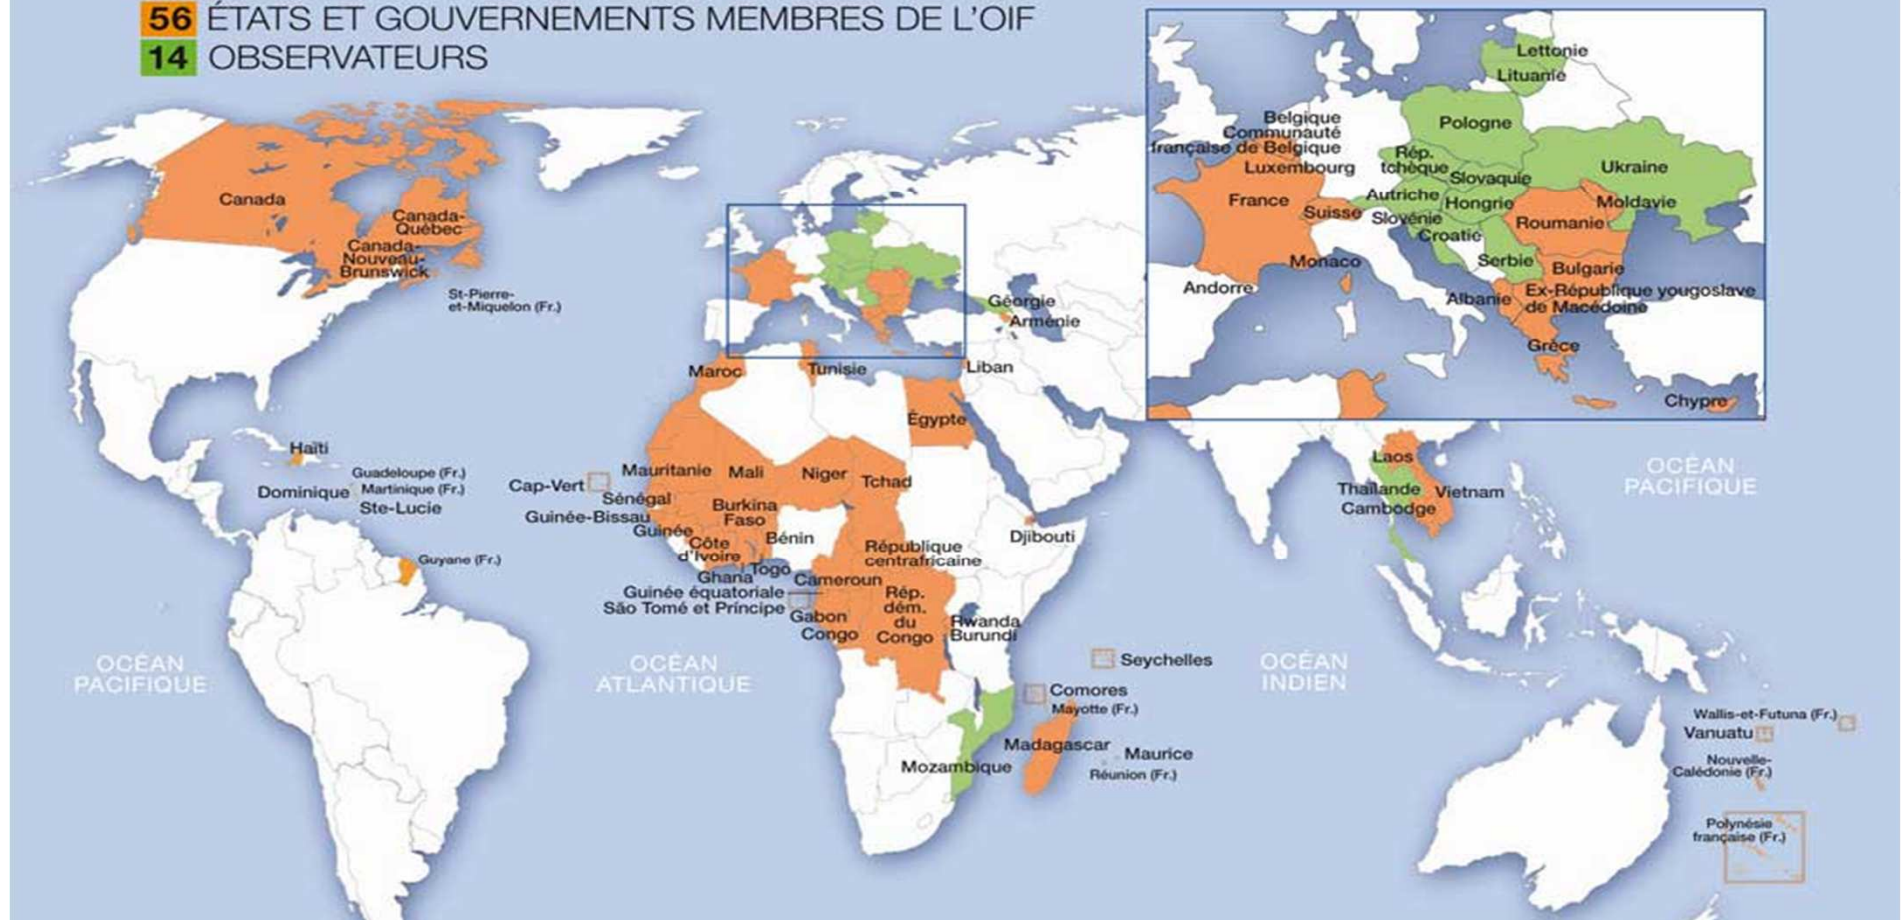 56 ÉTATS ET GOUVERNEMENTS MEMBRES DE L'OIF
14 OBSERVATEURS
Canada
Canada-
Québec
Canada-
Nouveau-
Brunswick
St-Pierre-
et-Miquelon (Fr.)
Haïti
Guadeloupe (Fr.)
Dominique
Martinique (Fr.)
Ste-Lucie
Guyane (Fr.)
OCÉAN
PACIFIQUE
OCÉAN
ATLANTIQUE
Géorgie
Arménie
Liban
Maroc
Tunisie
Égypte
Cap-Vert
Mauritanie
Mali
Niger
Tchad
Sénégal
Guinée-Bissau
Burkina
Faso
Guinée
Côte
d'Ivoire
Bénin
Ghana
Togo
Djibouti
République
centrafricaine
Cameroun
Guinée équatoriale
São Tomé et Príncipe
Gabon
Congo
Rép.
dém.
du
Congo
Rwanda
Burundi
Seychelles
Comores
Mayotte (Fr.)
Madagascar
Maurice
Réunion (Fr.)
Mozambique
OCÉAN
INDIEN
Lettonie
Lituanie
Belgique
Communauté
française de Belgique
Luxembourg
Pologne
Rép.
tchèque
Slovaquie
Ukraine
France
Suisse
Autriche
Hongrie
Moldavie
Slovénie
Roumanie
Croatie
Monaco
Serbie
Bulgarie
Andorre
Albanie
Ex-République yougoslave
de Macédoine
Grèce
Chypre
Laos
Thaïlande
Vietnam
Cambodge
OCÉAN
PACIFIQUE
Wallis-et-Futuna (Fr.)
Vanuatu
Nouvelle-
Calédonie (Fr.)
Polynésie
française (Fr.)